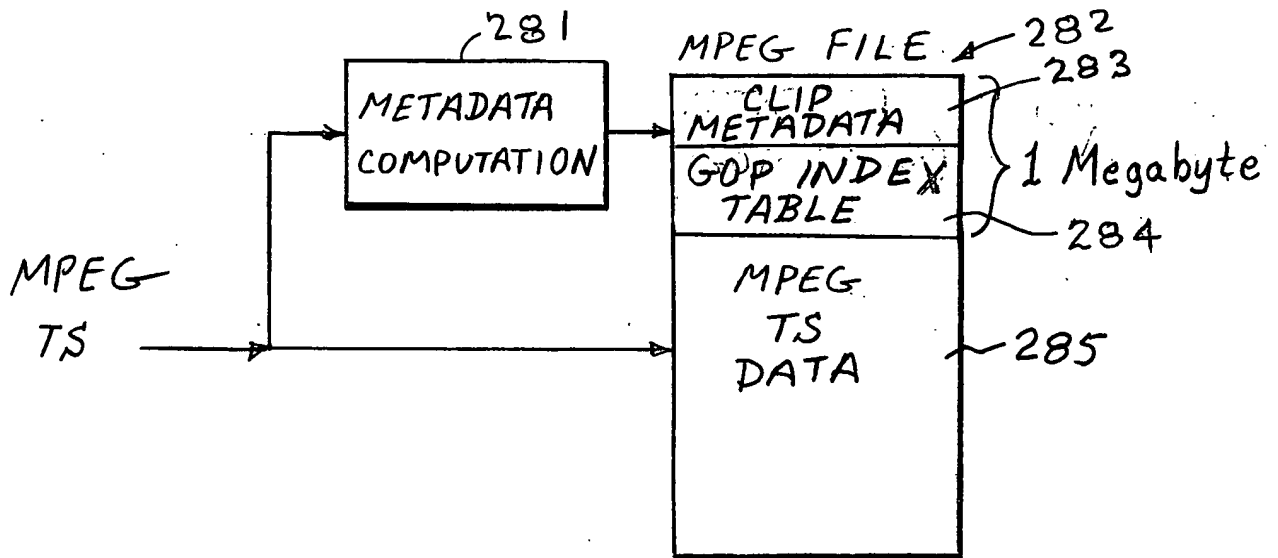 281
MPEG FILE
282
METADATA
COMPUTATION
CLIP
METADATA
283
GOP INDEX
TABLE
1 Megabyte
284
MPEG
TS
MPEG
TS
DATA
285